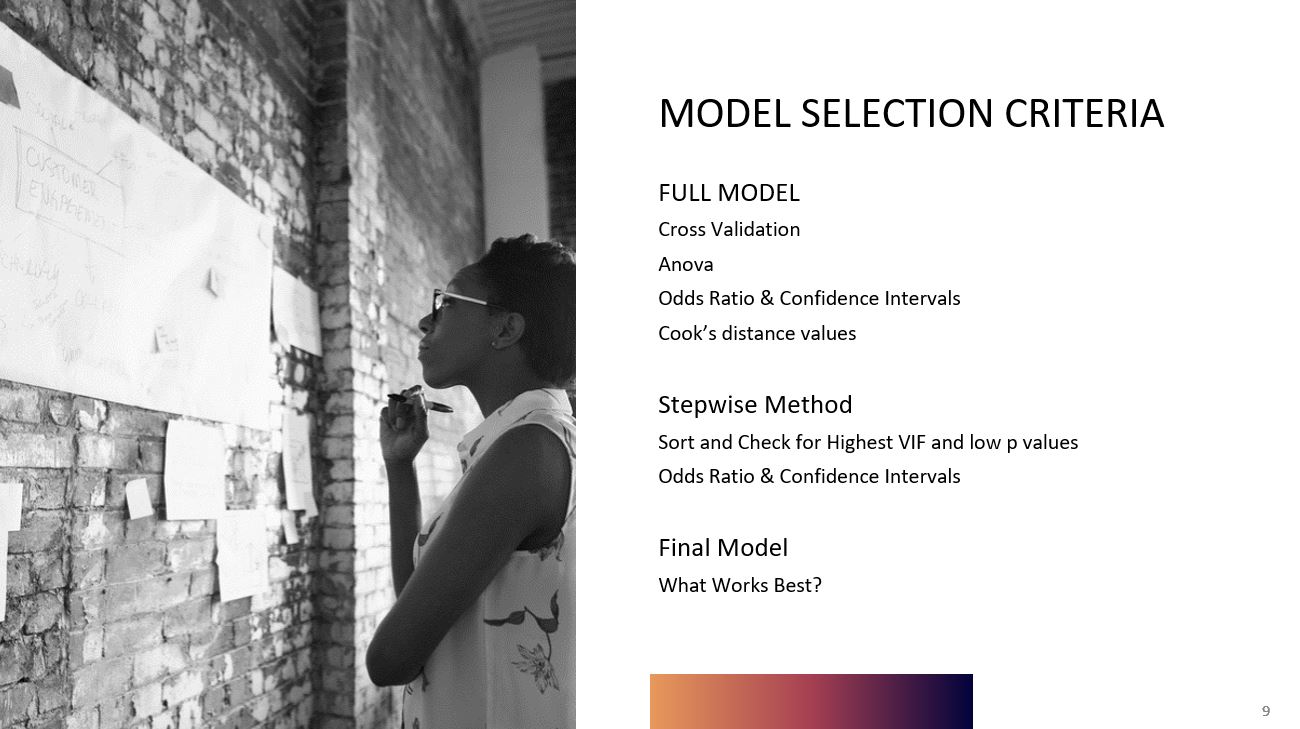 CUSTOMER
ENGAGEMENT
MODEL SELECTION CRITERIA
FULL MODEL
Cross Validation
Anova
Odds Ratio & Confidence Intervals
Cook’s distance values
Stepwise Method
Sort and Check for Highest VIF and low p values
Odds Ratio & Confidence Intervals
Final Model
What Works Best?
9